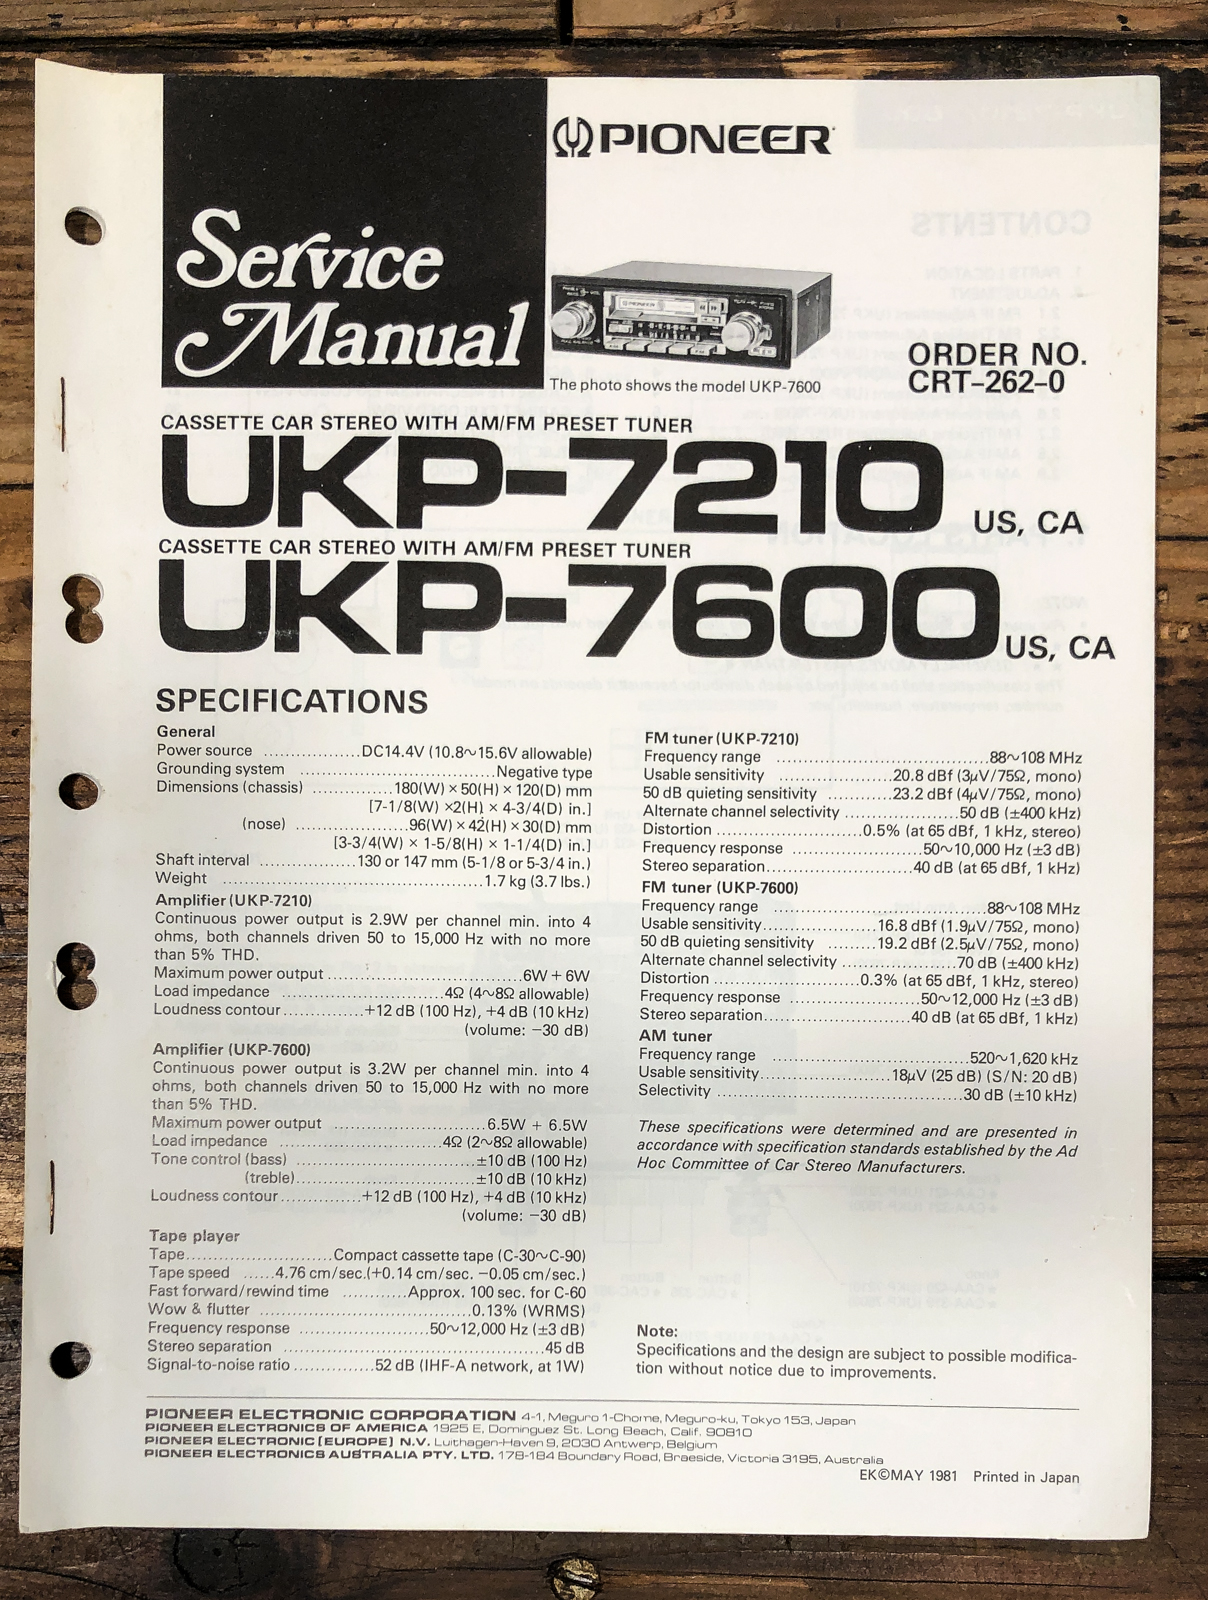 PIONEER
Service
Manual
The photo shows the model UKP-7600
ORDER NO.
CRT-262-0
CASSETTE CAR STEREO WITH AM/FM PRESET TUNER
UKP-7210 US, CA
CASSETTE CAR STEREO WITH AM/FM PRESET TUNER
UKP-7600 US, CA
SPECIFICATIONS
General
Power source ................DC14.4V (10.8~15.6V allowable)
Grounding system .................................Negative type
Dimensions (chassis) ..............180(W) × 50(H) × 120(D) mm
[7-1/8(W) ×2(H) × 4-3/4(D) in.]
(nose) ...................96(W) × 42(H) × 30(D) mm
[3-3/4(W) × 1-5/8(H) × 1-1/4(D) in.]
Shaft interval ................130 or 147 mm (5-1/8 or 5-3/4 in.)
Weight ...........................................1.7 kg (3.7 lbs.)
Amplifier (UKP-7210)
Continuous power output is 2.9W per channel min. into 4
ohms, both channels driven 50 to 15,000 Hz with no more
than 5% THD.
Maximum power output .................................6W + 6W
Load impedance ...........................4Ω (4~8Ω allowable)
Loudness contour..............+12 dB (100 Hz), +4 dB (10 kHz)
(volume: −30 dB)
Amplifier (UKP-7600)
Continuous power output is 3.2W per channel min. into 4
ohms, both channels driven 50 to 15,000 Hz with no more
than 5% THD.
Maximum power output .........................6.5W + 6.5W
Load impedance ...........................4Ω (2~8Ω allowable)
Tone control (bass) ..............................±10 dB (100 Hz)
(treble)..............................±10 dB (10 kHz)
Loudness contour..............+12 dB (100 Hz), +4 dB (10 kHz)
(volume: −30 dB)
Tape player
Tape.........................Compact cassette tape (C-30~C-90)
Tape speed ......4.76 cm/sec.(+0.14 cm/sec. −0.05 cm/sec.)
Fast forward/rewind time ...........Approx. 100 sec. for C-60
Wow & flutter ...................................0.13% (WRMS)
Frequency response ......................50~12,000 Hz (±3 dB)
Stereo separation ............................................45 dB
Signal-to-noise ratio ..............52 dB (IHF-A network, at 1W)
FM tuner (UKP-7210)
Frequency range ...................................88~108 MHz
Usable sensitivity ......................20.8 dBf (3μV/75Ω, mono)
50 dB quieting sensitivity ...........23.2 dBf (4μV/75Ω, mono)
Alternate channel selectivity ...................50 dB (±400 kHz)
Distortion .........................0.5% (at 65 dBf, 1 kHz, stereo)
Frequency response .......................50~10,000 Hz (±3 dB)
Stereo separation.........................40 dB (at 65 dBf, 1 kHz)
FM tuner (UKP-7600)
Frequency range ...................................88~108 MHz
Usable sensitivity...................16.8 dBf (1.9μV/75Ω, mono)
50 dB quieting sensitivity ........19.2 dBf (2.5μV/75Ω, mono)
Alternate channel selectivity ...................70 dB (±400 kHz)
Distortion .........................0.3% (at 65 dBf, 1 kHz, stereo)
Frequency response ......................50~12,000 Hz (±3 dB)
Stereo separation.........................40 dB (at 65 dBf, 1 kHz)
AM tuner
Frequency range .................................520~1,620 kHz
Usable sensitivity......................18μV (25 dB) (S/N: 20 dB)
Selectivity .........................................30 dB (±10 kHz)
These specifications were determined and are presented in
accordance with specification standards established by the Ad
Hoc Committee of Car Stereo Manufacturers.
Note:
Specifications and the design are subject to possible modifica-
tion without notice due to improvements.
PIONEER ELECTRONIC CORPORATION 4-1, Meguro 1-Chome, Meguro-ku, Tokyo 153, Japan
PIONEER ELECTRONICS OF AMERICA 1925 E, Dominguez St. Long Beach, Calif. 90810
PIONEER ELECTRONIC [EUROPE] N.V. Luithagen-Haven 9, 2030 Antwerp, Belgium
PIONEER ELECTRONICS AUSTRALIA PTY. LTD. 178-184 Boundary Road, Braeside, Victoria 3195, Australia
EK©MAY 1981 Printed in Japan